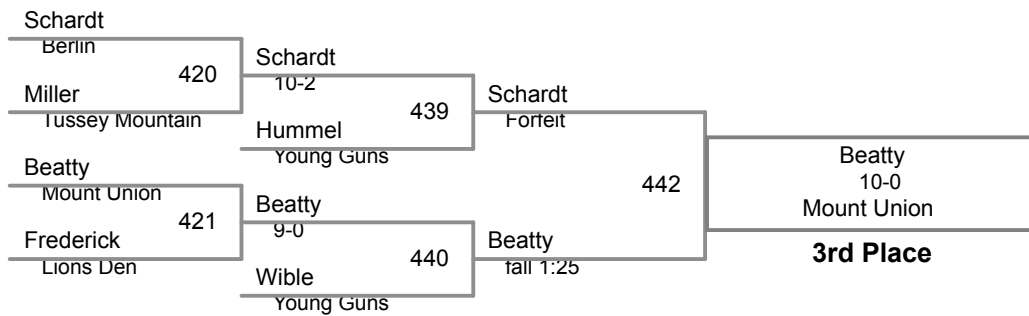 Schardt
Berlin
420
Miller
Tussey Mountain
Beatty
Mount Union
421
Frederick
Lions Den
Schardt
10-2
439
Hummel
Young Guns
Beatty
9-0
440
Wible
Young Guns
Schardt
Forfeit
442
Beatty
fall 1:25
Beatty
10-0
Mount Union
3rd Place